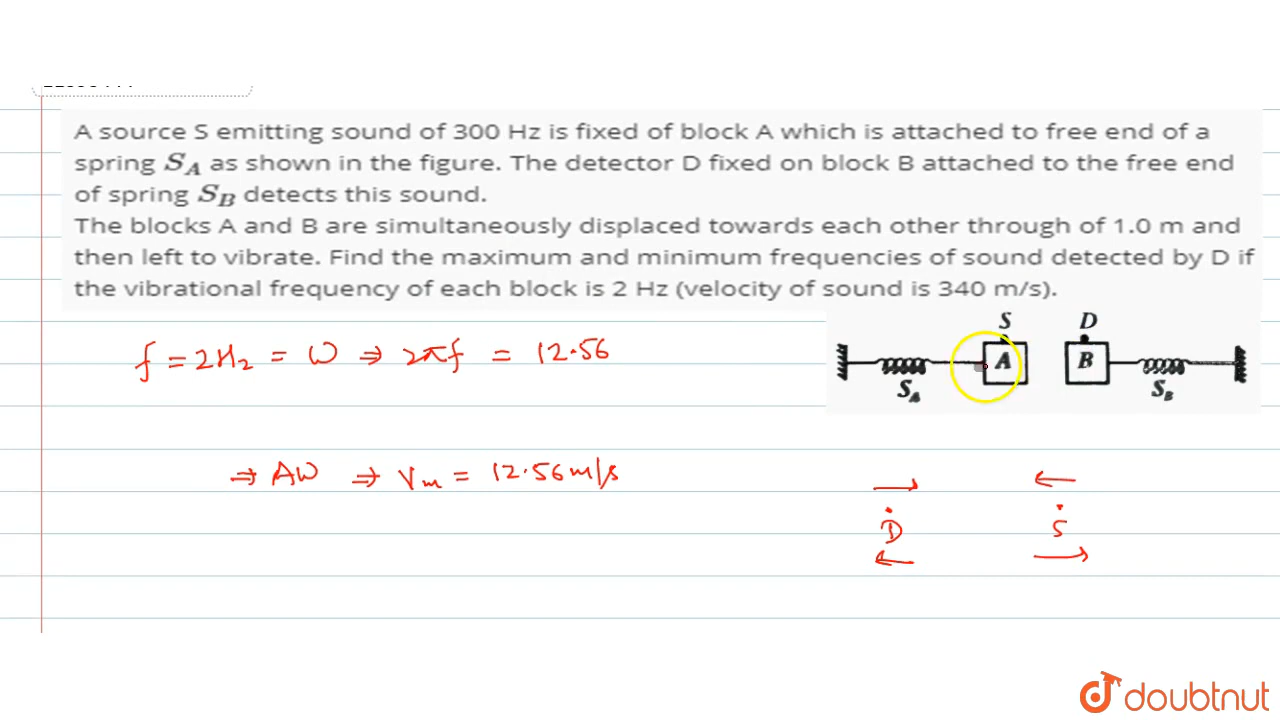 A source S emitting sound of 300 Hz is fixed of block A which is attached to free end of a
spring S_A as shown in the figure. The detector D fixed on block B attached to the free end
of spring S_B detects this sound.
The blocks A and B are simultaneously displaced towards each other through of 1.0 m and
then left to vibrate. Find the maximum and minimum frequencies of sound detected by D if
the vibrational frequency of each block is 2 Hz (velocity of sound is 340 m/s).
S D
A B
S_A S_B
f = 2Hz = ω ⇒ 2πf = 12.56
⇒ Aω ⇒ Vm = 12.56 m/s
→ ←
D S
← →
doubtnut